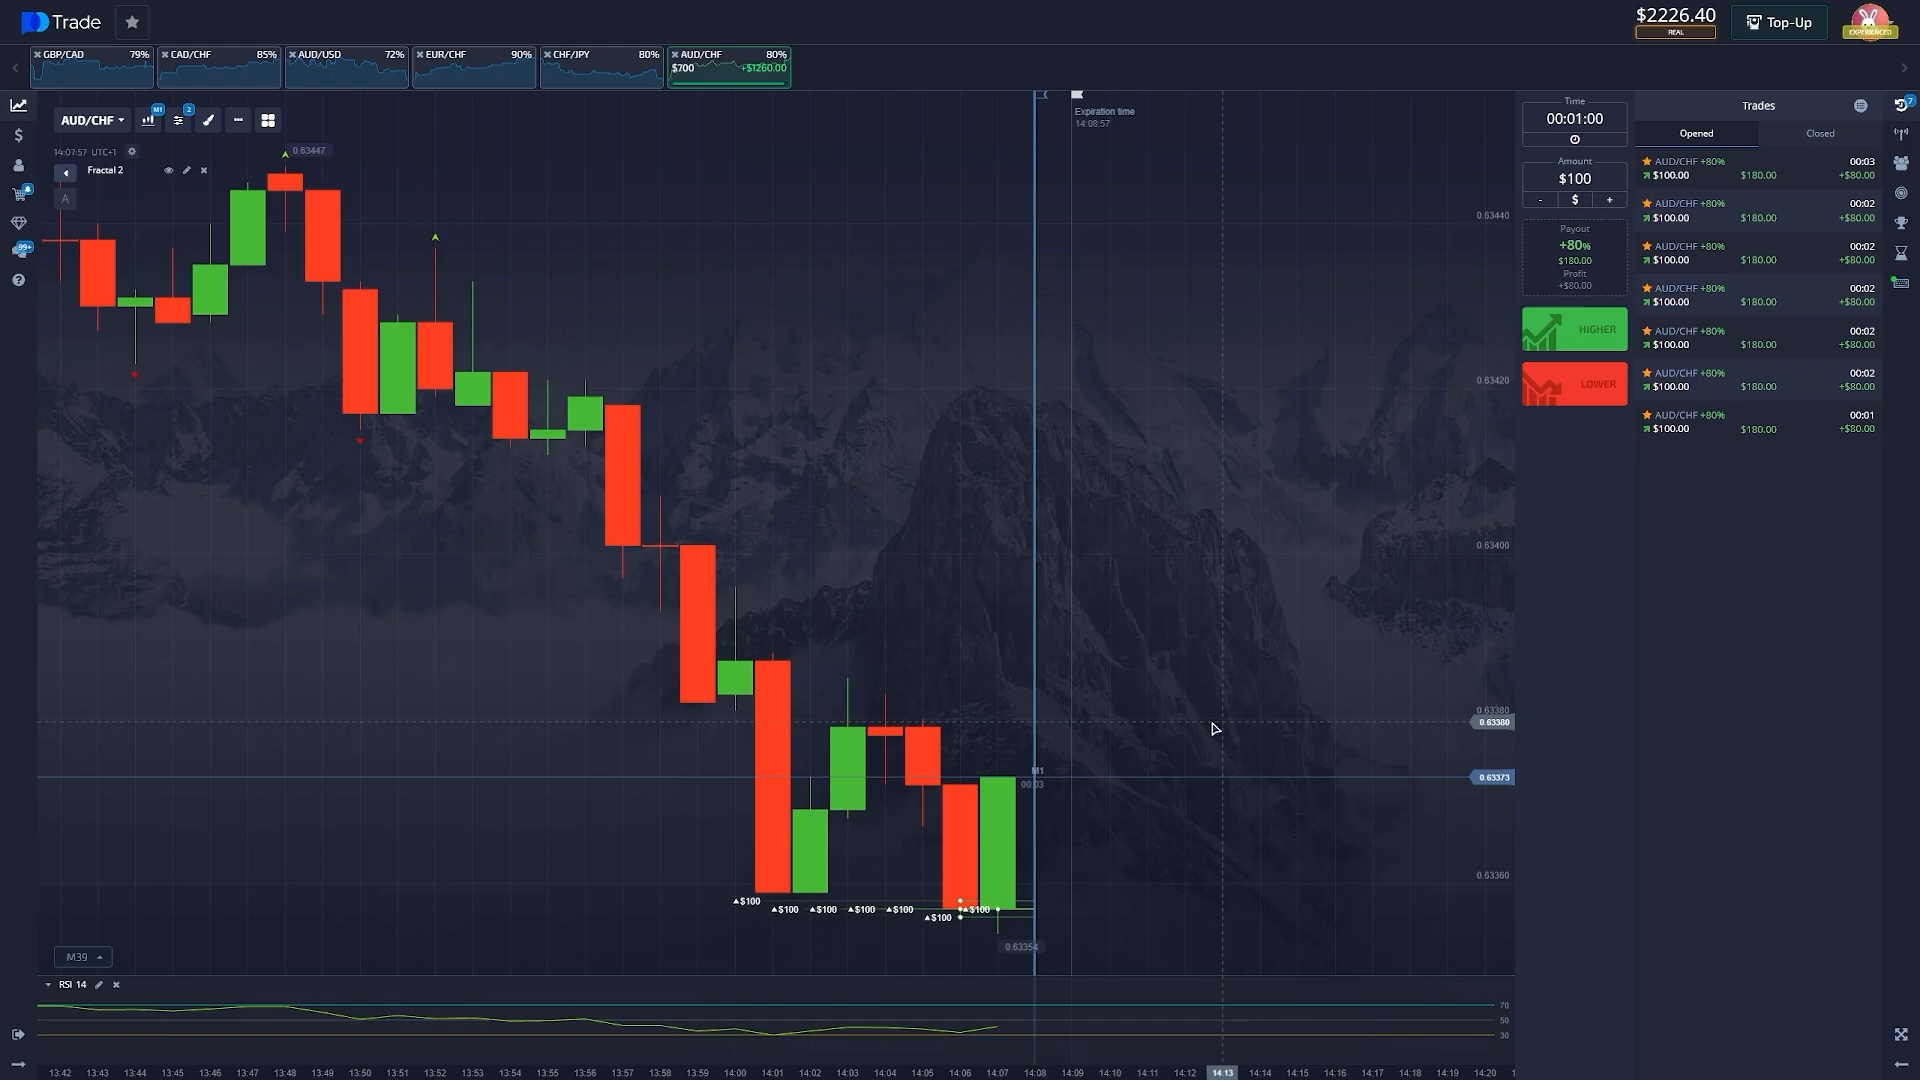 Trade
$2226.40
REAL
Top-Up
EXPERIENCED
GBP/CAD 79%
CAD/CHF 85%
AUD/USD 72%
EUR/CHF 90%
CHF/JPY 80%
AUD/CHF 80%
$700 +$1260.00
AUD/CHF
M1
2
14:07:57 UTC+1
Fractal 2
A
99+
0.63447
Expiration time
14:08:57
0.63440
0.63420
0.63400
0.63380
0.63380
0.63373
0.63360
M1
00:03
$100
$100
$100
$100
$100
$100
$100
0.63354
M39
RSI 14
70
50
30
13:42 13:43 13:44 13:45 13:46 13:47 13:48 13:49 13:50 13:51 13:52 13:53 13:54 13:55 13:56 13:57 13:58 13:59 14:00 14:01 14:02 14:03 14:04 14:05 14:06 14:07 14:08 14:09 14:10 14:11 14:12 14:13 14:14 14:15 14:16 14:17 14:18 14:19 14:20 1
Time
00:01:00
Amount
$100
- $ +
Payout
+80%
$180.00
Profit
+$80.00
HIGHER
LOWER
Trades
7
Opened Closed
AUD/CHF +80% 00:03
$100.00 $180.00 +$80.00
AUD/CHF +80% 00:02
$100.00 $180.00 +$80.00
AUD/CHF +80% 00:02
$100.00 $180.00 +$80.00
AUD/CHF +80% 00:02
$100.00 $180.00 +$80.00
AUD/CHF +80% 00:02
$100.00 $180.00 +$80.00
AUD/CHF +80% 00:02
$100.00 $180.00 +$80.00
AUD/CHF +80% 00:01
$100.00 $180.00 +$80.00